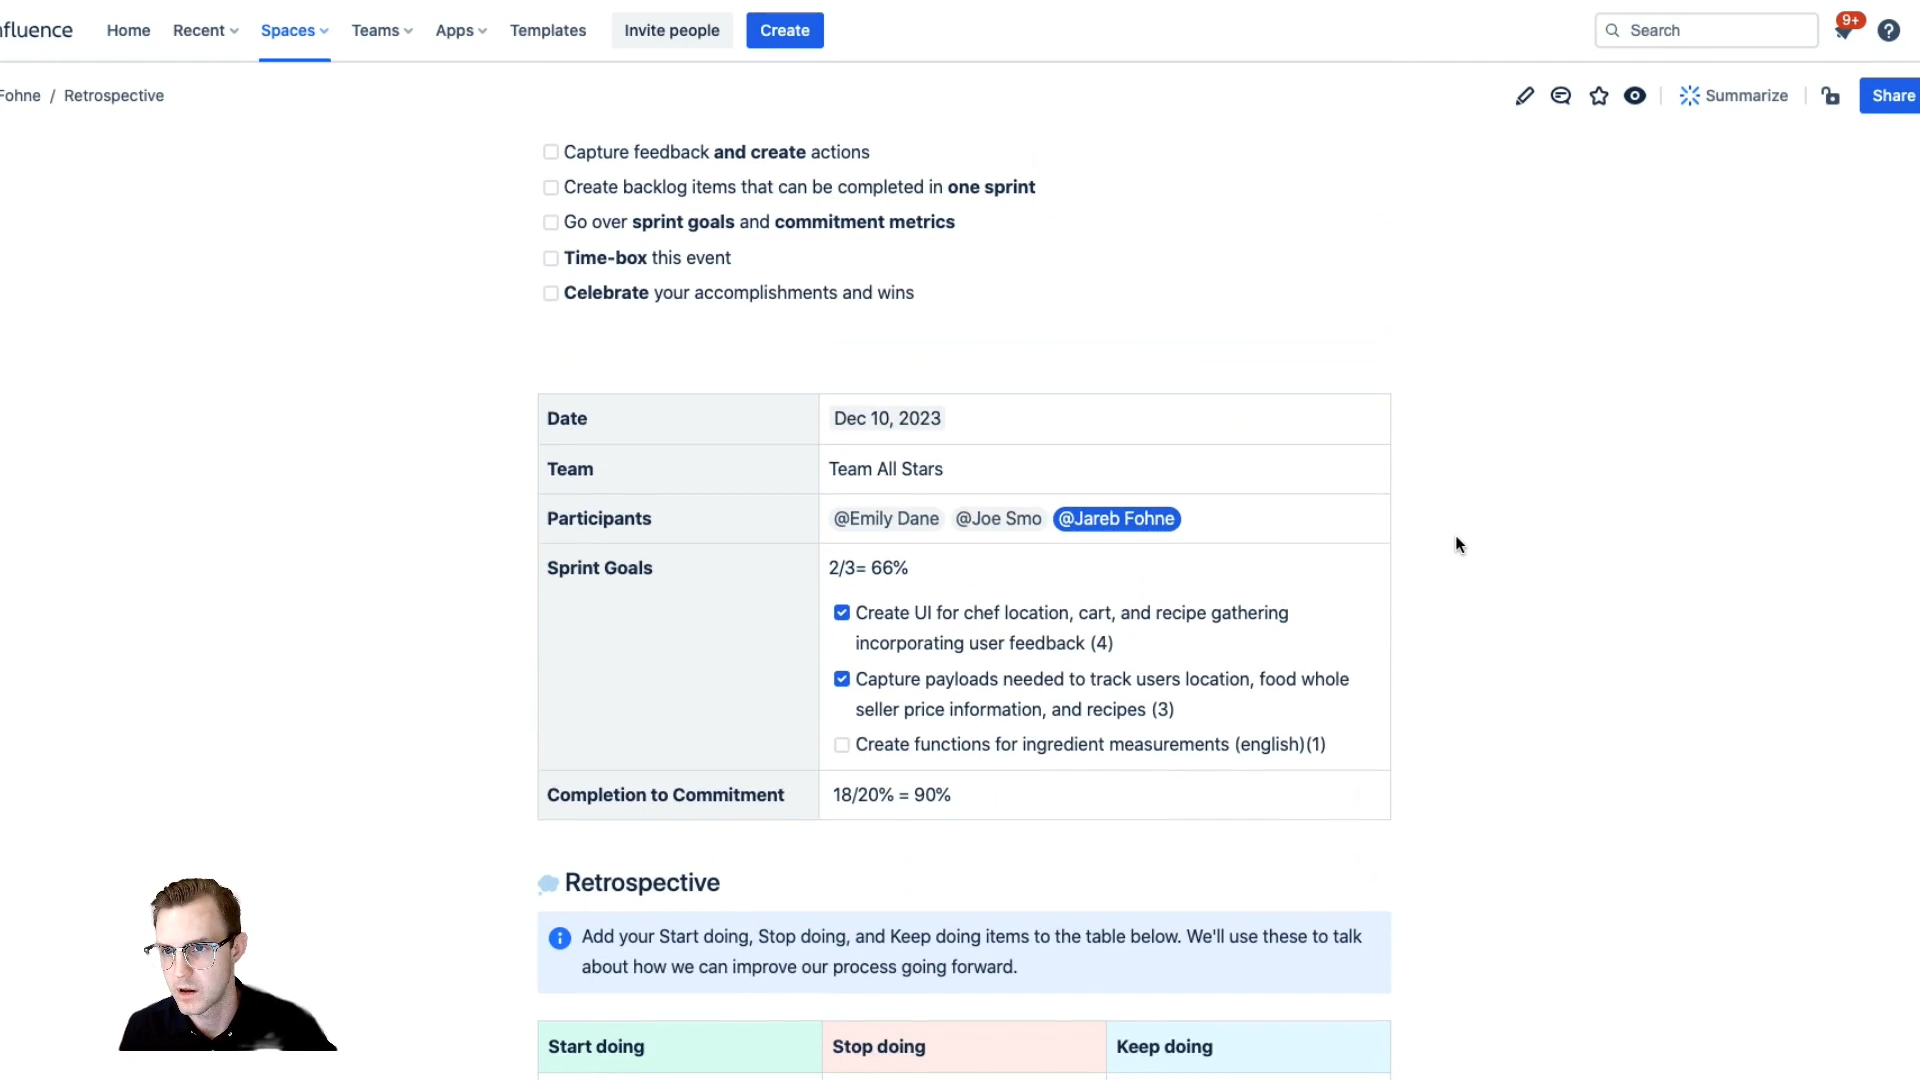 nfluence Home Recent Spaces Teams Apps Templates Invite people Create Search 9+ ?
Fohne / Retrospective Summarize Share
Capture feedback and create actions
Create backlog items that can be completed in one sprint
Go over sprint goals and commitment metrics
Time-box this event
Celebrate your accomplishments and wins
Date Dec 10, 2023
Team Team All Stars
Participants @Emily Dane @Joe Smo @Jareb Fohne
Sprint Goals 2/3= 66%
Create UI for chef location, cart, and recipe gathering
incorporating user feedback (4)
Capture payloads needed to track users location, food whole
seller price information, and recipes (3)
Create functions for ingredient measurements (english)(1)
Completion to Commitment 18/20% = 90%
Retrospective
Add your Start doing, Stop doing, and Keep doing items to the table below. We'll use these to talk
about how we can improve our process going forward.
Start doing Stop doing Keep doing